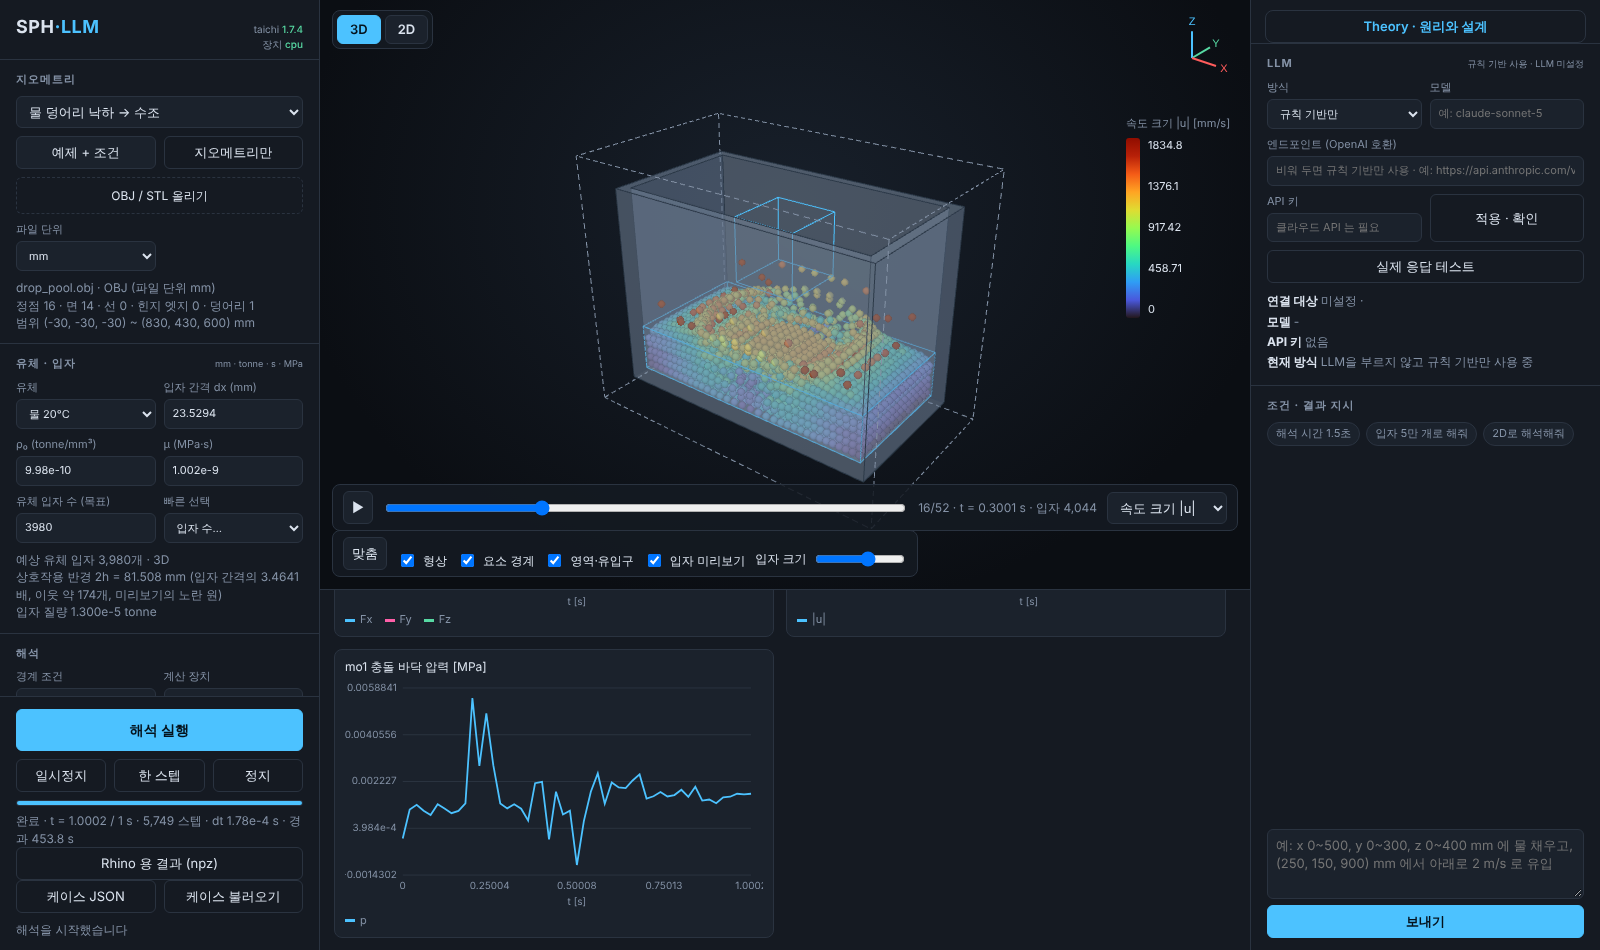 SPH·LLM
taichi 1.7.4
장치 cpu
지오메트리
물 덩어리 낙하 → 수조
예제 + 조건
지오메트리만
OBJ / STL 올리기
파일 단위
mm
drop_pool.obj · OBJ (파일 단위 mm)
정점 16 · 면 14 · 선 0 · 힌지 엣지 0 · 덩어리 1
범위 (-30, -30, -30) ~ (830, 430, 600) mm
유체 · 입자
mm · tonne · s · MPa
유체
입자 간격 dx (mm)
물 20°C
23.5294
ρ₀ (tonne/mm³)
μ (MPa·s)
9.98e-10
1.002e-9
유체 입자 수 (목표)
빠른 선택
3980
입자 수...
예상 유체 입자 3,980개 · 3D
상호작용 반경 2h = 81.508 mm (입자 간격의 3.4641
배, 이웃 약 174개, 미리보기의 노란 원)
입자 질량 1.300e-5 tonne
해석
경계 조건
계산 장치
해석 실행
일시정지
한 스텝
정지
완료 · t = 1.0002 / 1 s · 5,749 스텝 · dt 1.78e-4 s · 경
과 453.8 s
Rhino 용 결과 (npz)
케이스 JSON
케이스 불러오기
해석을 시작했습니다
3D
2D
Z
Y
X
속도 크기 |u| [mm/s]
1834.8
1376.1
917.42
458.71
0
16/52 · t = 0.3001 s · 입자 4,044
속도 크기 |u|
맞춤
형상
요소 경계
영역·유입구
입자 미리보기
입자 크기
t [s]
Fx
Fy
Fz
t [s]
|u|
mo1 충돌 바닥 압력 [MPa]
0.0058841
0.0040556
0.002227
3.984e-4
-0.0014302
0
0.25004
0.50008
0.75013
1.0002
t [s]
p
Theory · 원리와 설계
LLM
규칙 기반 사용 · LLM 미설정
방식
모델
규칙 기반만
예: claude-sonnet-5
엔드포인트 (OpenAI 호환)
비워 두면 규칙 기반만 사용 · 예: https://api.anthropic.com/v
API 키
클라우드 API 는 필요
적용 · 확인
실제 응답 테스트
연결 대상 미설정 ·
모델 -
API 키 없음
현재 방식 LLM을 부르지 않고 규칙 기반만 사용 중
조건 · 결과 지시
해석 시간 1.5초
입자 5만 개로 해줘
2D로 해석해줘
예: x 0~500, y 0~300, z 0~400 mm 에 물 채우고,
(250, 150, 900) mm 에서 아래로 2 m/s 로 유입
보내기